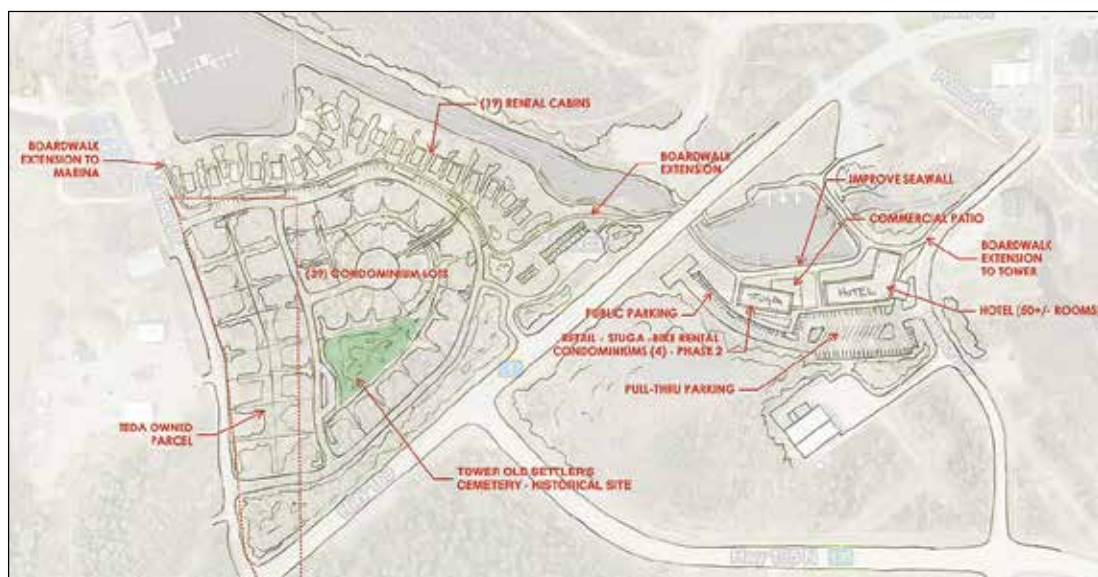 (19) RENTAL CABINS
BOARDWALK
EXTENSION TO
MARINA
BOARDWALK
EXTENSION
IMPROVE SEAWALL
COMMERCIAL PATIO
BOARDWALK
EXTENSION
TO TOWER
(39) CONDOMINIUM LOTS
HOTEL
HOTEL (50+/- ROOMS)
PUBLIC PARKING
RETAIL - STUGA - BIKE RENTAL
CONDOMINIUMS (4) - PHASE 2
PULL-THRU PARKING
TEDA OWNED
PARCEL
TOWER OLD SETTLERS
CEMETERY - HISTORICAL SITE